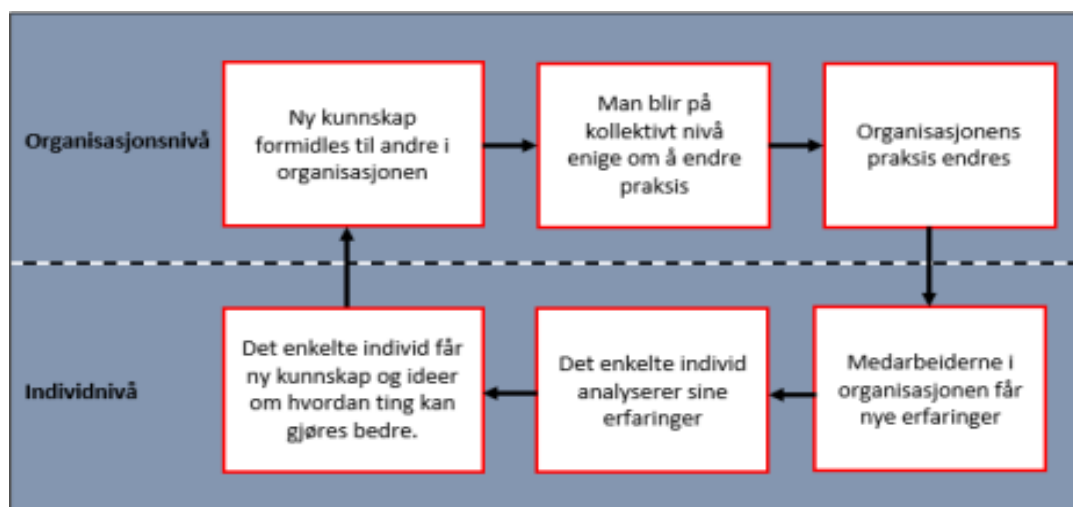 Organisasjonsnivå
Ny kunnskap
formidles til andre i
organisasjonen
Man blir på
kollektivt nivå
enige om å endre
praksis
Organisasjonens
praksis endres
Individnivå
Det enkelte individ får
ny kunnskap og ideer
om hvordan ting kan
gjøres bedre.
Det enkelte individ
analyserer sine
erfaringer
Medarbeiderne i
organisasjonen får
nye erfaringer